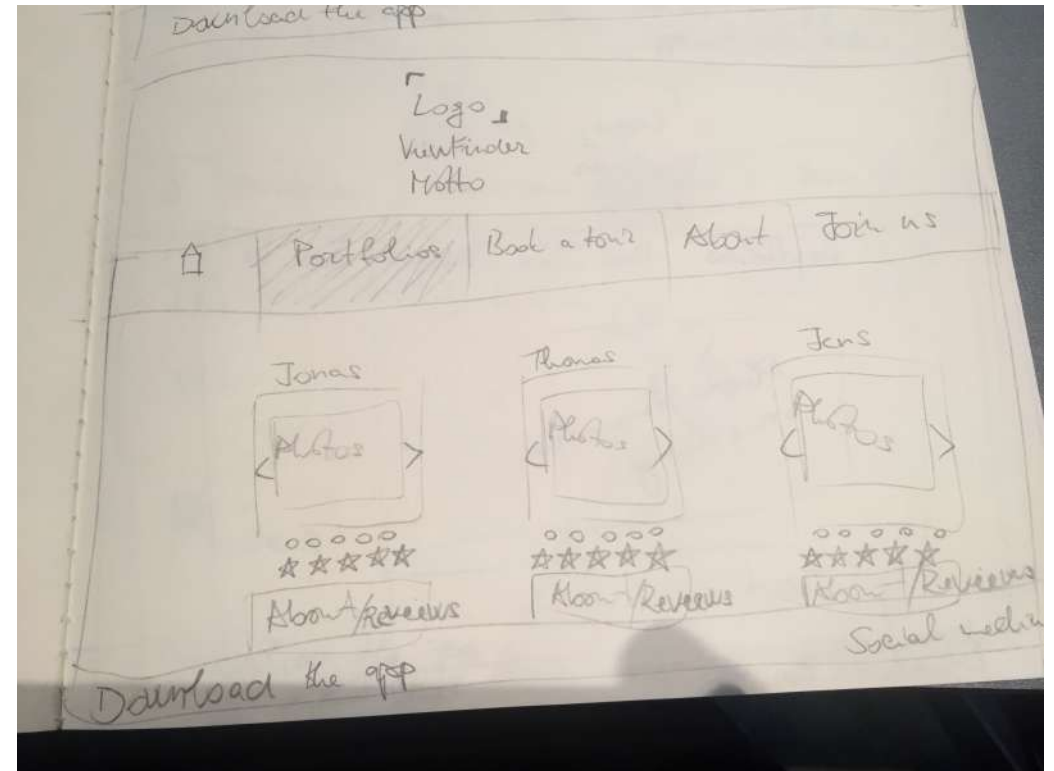 Download the app
Logo
Viewfinder
Motto
Portfolios Book a tour About Join us
Jonas Thomas Jens
Photos Photos Photos
About/Reviews About/Reviews About/Reviews
Social media
Download the app